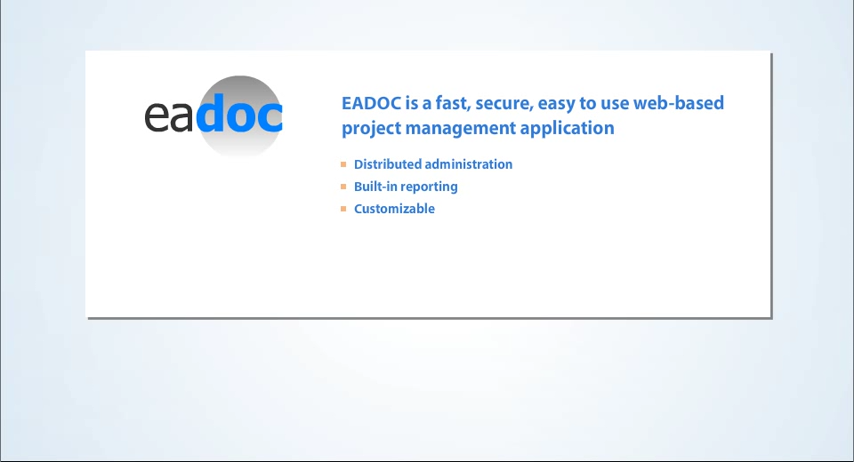 eadoc
EADOC is a fast, secure, easy to use web-based
project management application
Distributed administration
Built-in reporting
Customizable